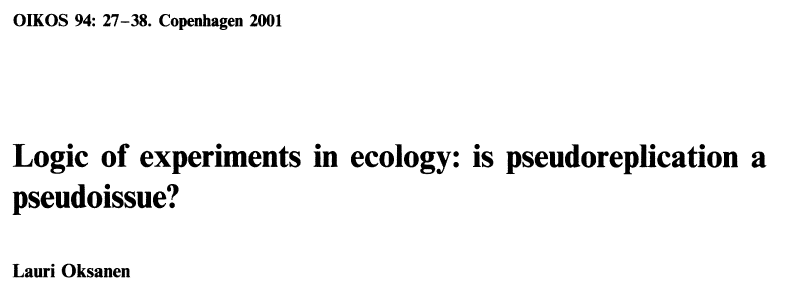 OIKOS 94: 27–38. Copenhagen 2001
Logic of experiments in ecology: is pseudoreplication a
pseudoissue?
Lauri Oksanen